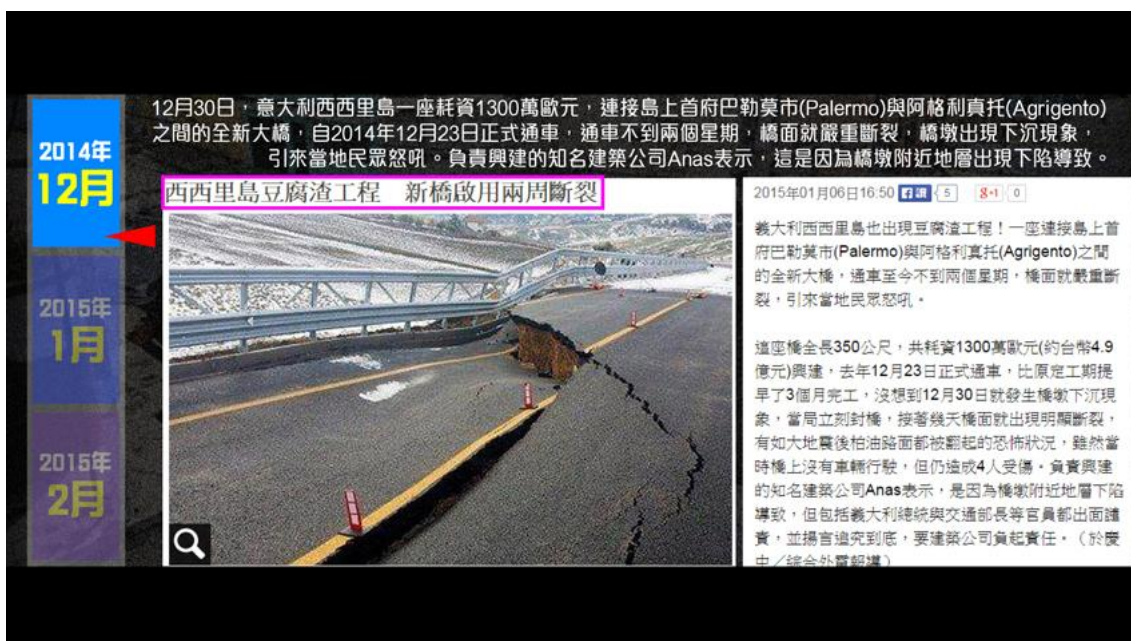 2014年
12月
2015年
1月
2015年
2月
12月30日，意大利西西里島一座耗資1300萬歐元，連接島上首府巴勒莫市(Palermo)與阿格利真托(Agrigento)
之間的全新大橋，自2014年12月23日正式通車，通車不到兩個星期，橋面就嚴重斷裂，橋墩出現下沉現象，
引來當地民眾怒吼。負責興建的知名建築公司Anas表示，這是因為橋墩附近地層出現下陷導致。
西西里島豆腐渣工程 新橋啟用兩周斷裂
2015年01月06日16:50 讚 5 8+1 0
義大利西西里島也出現豆腐渣工程！一座連接島上首
府巴勒莫市(Palermo)與阿格利真托(Agrigento)之間
的全新大橋，通車至今不到兩個星期，橋面就嚴重斷
裂，引來當地民眾怒吼。
這座橋全長350公尺，共耗資1300萬歐元(約台幣4.9
億元)興建，去年12月23日正式通車，比原定工期提
早了3個月完工，沒想到12月30日就發生橋墩下沉現
象，當局立刻封橋，接著幾天橋面就出現明顯斷裂，
有如大地震後柏油路面都被翻起的恐怖狀況，雖然當
時橋上沒有車輛行駛，但仍造成4人受傷。負責興建
的知名建築公司Anas表示，是因為橋墩附近地層下陷
導致，但包括義大利總統與交通部長等官員都出面譴
責，並揚言追究到底，要建築公司負起責任。（於慶
中／綜合外電報導）